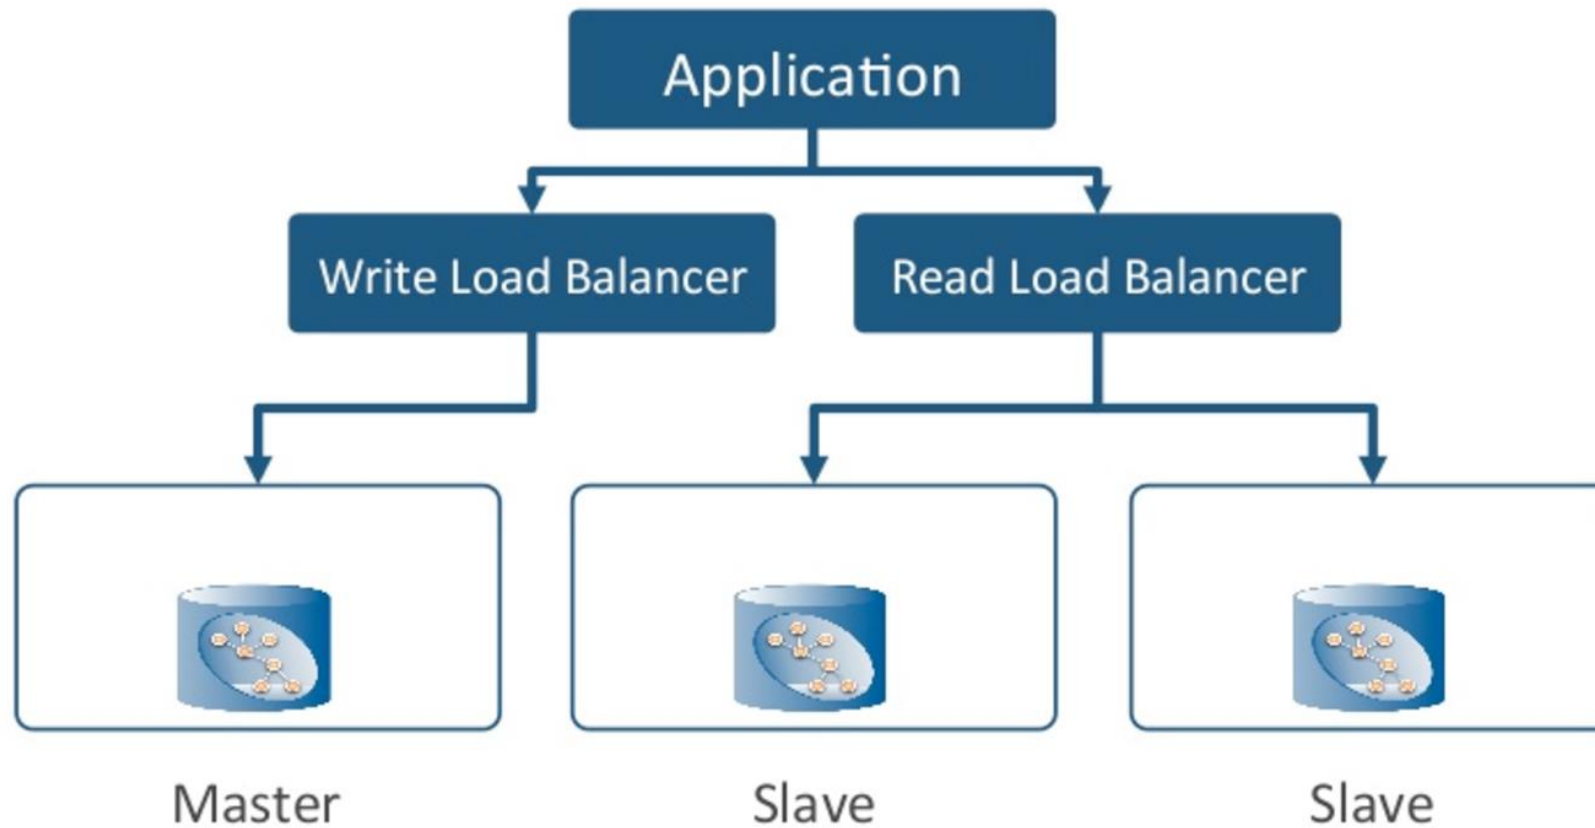 Application
Write Load Balancer
Read Load Balancer
Master
Slave
Slave